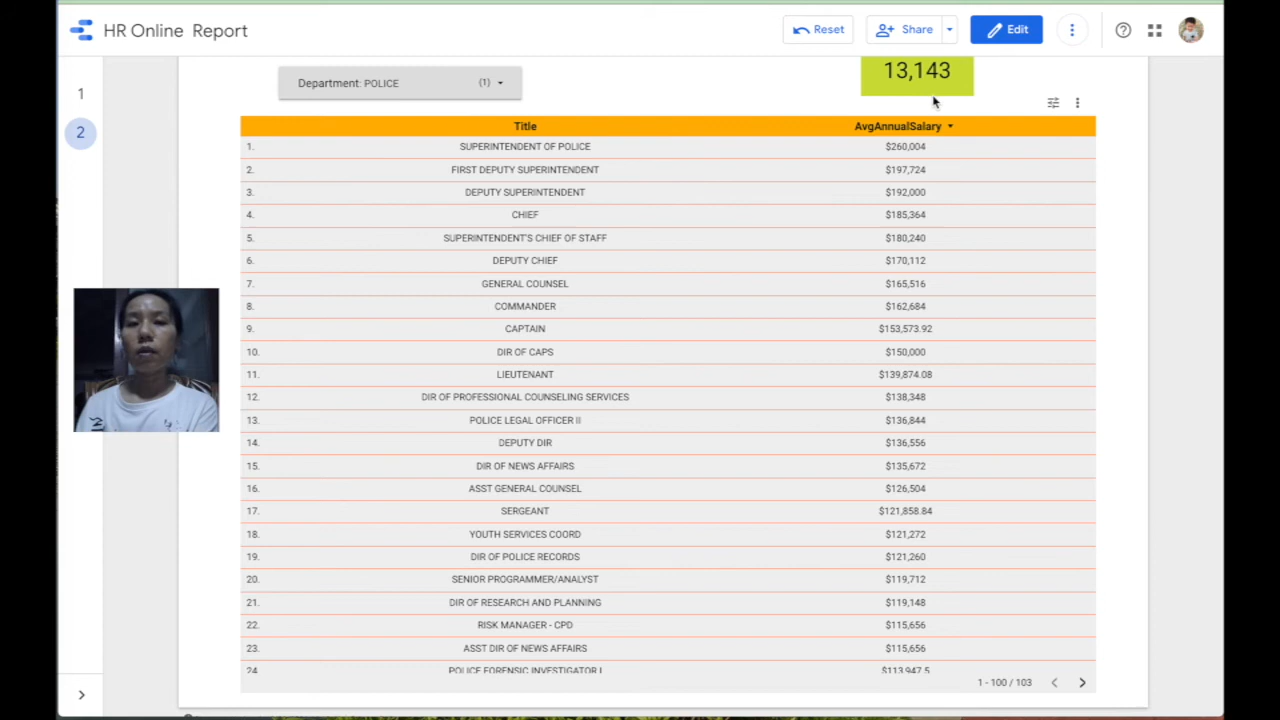 HR Online Report
Reset
Share
Edit
1
2
Department: POLICE (1)
13,143
Title AvgAnnualSalary
1. SUPERINTENDENT OF POLICE $260,004
2. FIRST DEPUTY SUPERINTENDENT $197,724
3. DEPUTY SUPERINTENDENT $192,000
4. CHIEF $185,364
5. SUPERINTENDENT'S CHIEF OF STAFF $180,240
6. DEPUTY CHIEF $170,112
7. GENERAL COUNSEL $165,516
8. COMMANDER $162,684
9. CAPTAIN $153,573.92
10. DIR OF CAPS $150,000
11. LIEUTENANT $139,874.08
12. DIR OF PROFESSIONAL COUNSELING SERVICES $138,348
13. POLICE LEGAL OFFICER II $136,844
14. DEPUTY DIR $136,556
15. DIR OF NEWS AFFAIRS $135,672
16. ASST GENERAL COUNSEL $126,504
17. SERGEANT $121,858.84
18. YOUTH SERVICES COORD $121,272
19. DIR OF POLICE RECORDS $121,260
20. SENIOR PROGRAMMER/ANALYST $119,712
21. DIR OF RESEARCH AND PLANNING $119,148
22. RISK MANAGER - CPD $115,656
23. ASST DIR OF NEWS AFFAIRS $115,656
24 POLICE FORENSIC INVESTIGATOR I $113,947.5
1 - 100 / 103